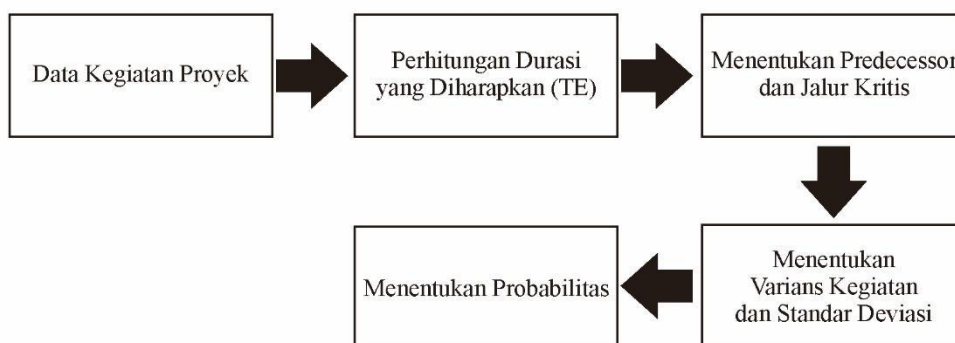 Data Kegiatan Proyek
Perhitungan Durasi
yang Diharapkan (TE)
Menentukan Predecessor
dan Jalur Kritis
Menentukan
Varians Kegiatan
dan Standar Deviasi
Menentukan Probabilitas